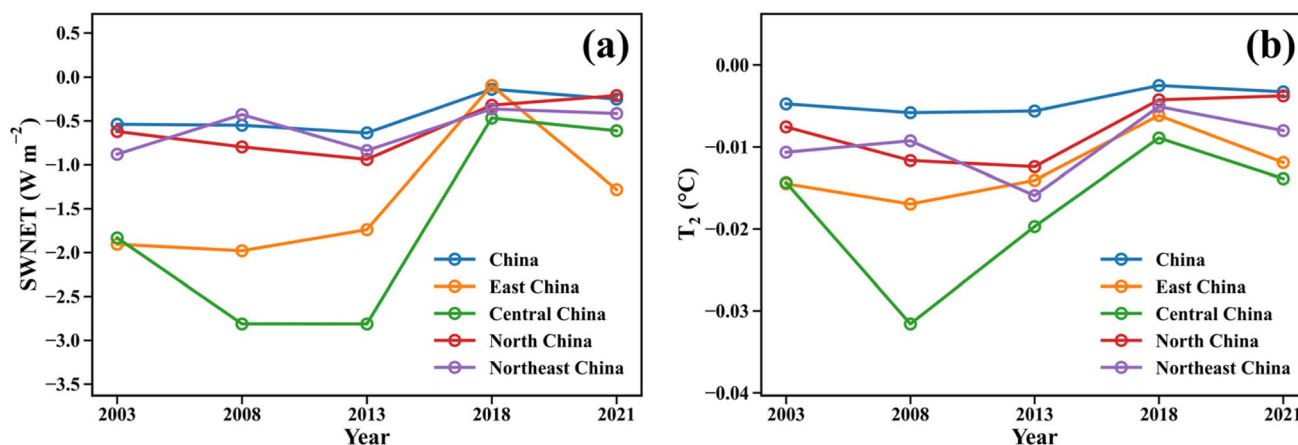 (a)
SWNET (W m⁻²)
0.5
0.0
−0.5
−1.0
−1.5
−2.0
−2.5
−3.0
−3.5
China
East China
Central China
North China
Northeast China
2003 2008 2013 2018 2021
Year
(b)
T₂ (°C)
0.00
−0.01
−0.02
−0.03
−0.04
China
East China
Central China
North China
Northeast China
2003 2008 2013 2018 2021
Year